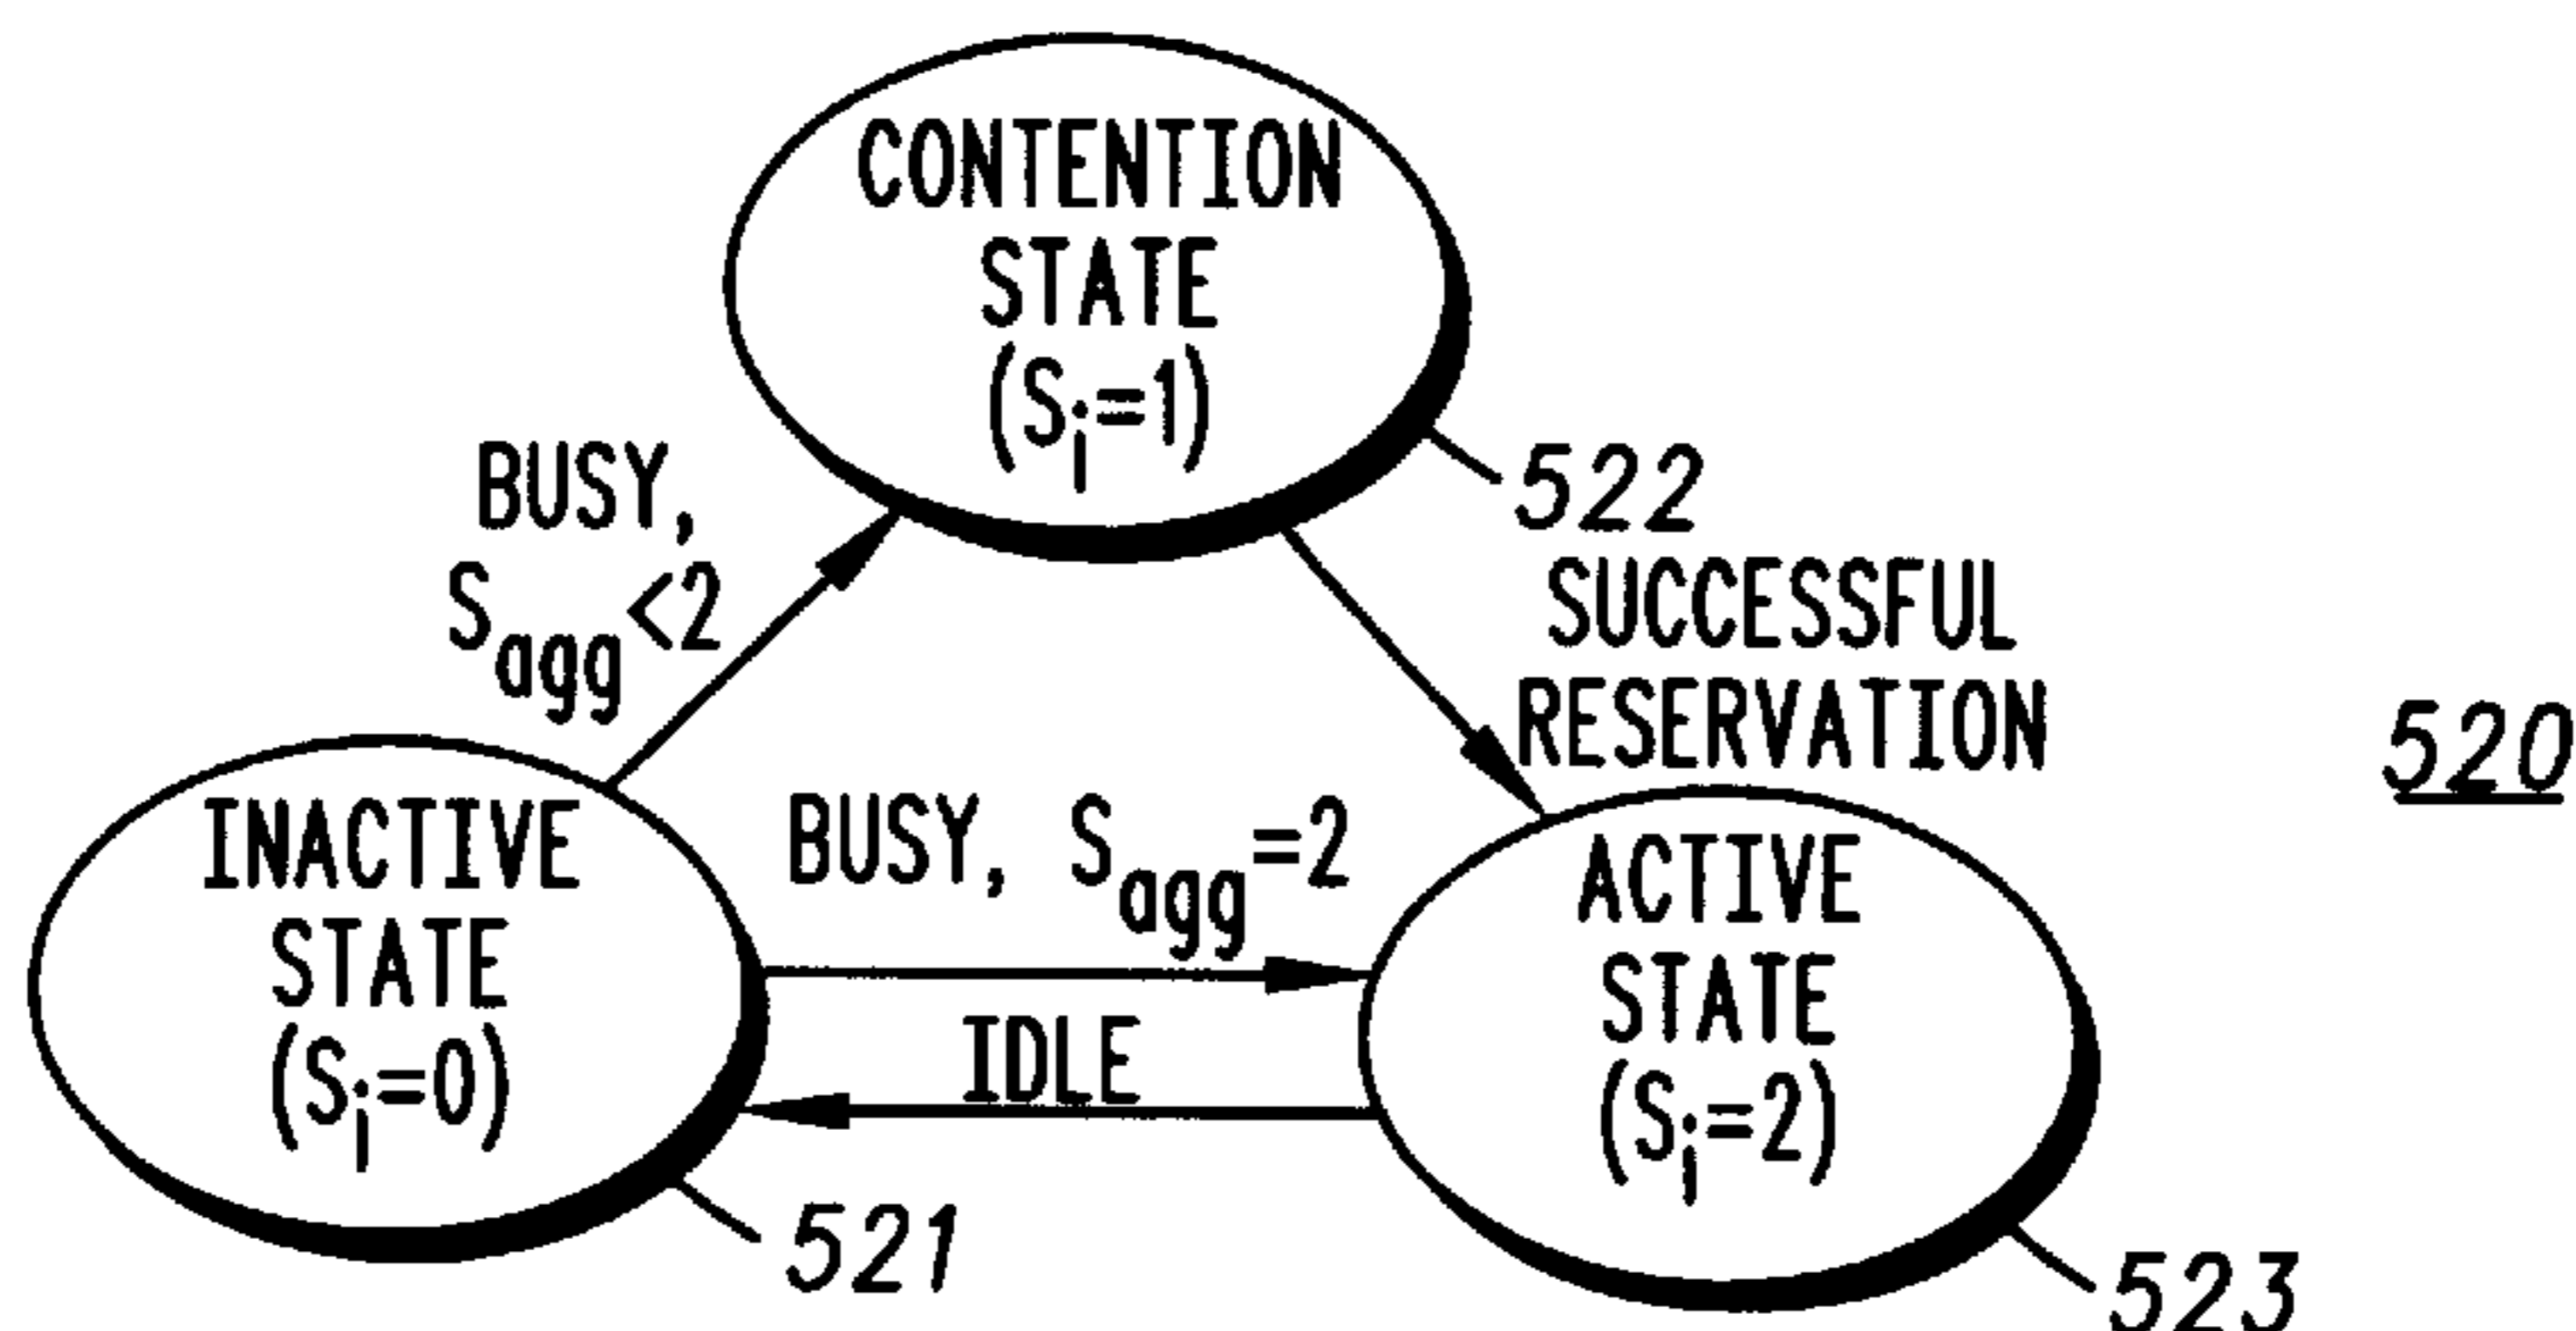 CONTENTION
STATE
(Si=1)
522
BUSY,
Sagg<2
SUCCESSFUL
RESERVATION
520
INACTIVE
STATE
(Si=0)
521
BUSY, Sagg=2
IDLE
ACTIVE
STATE
(Si=2)
523